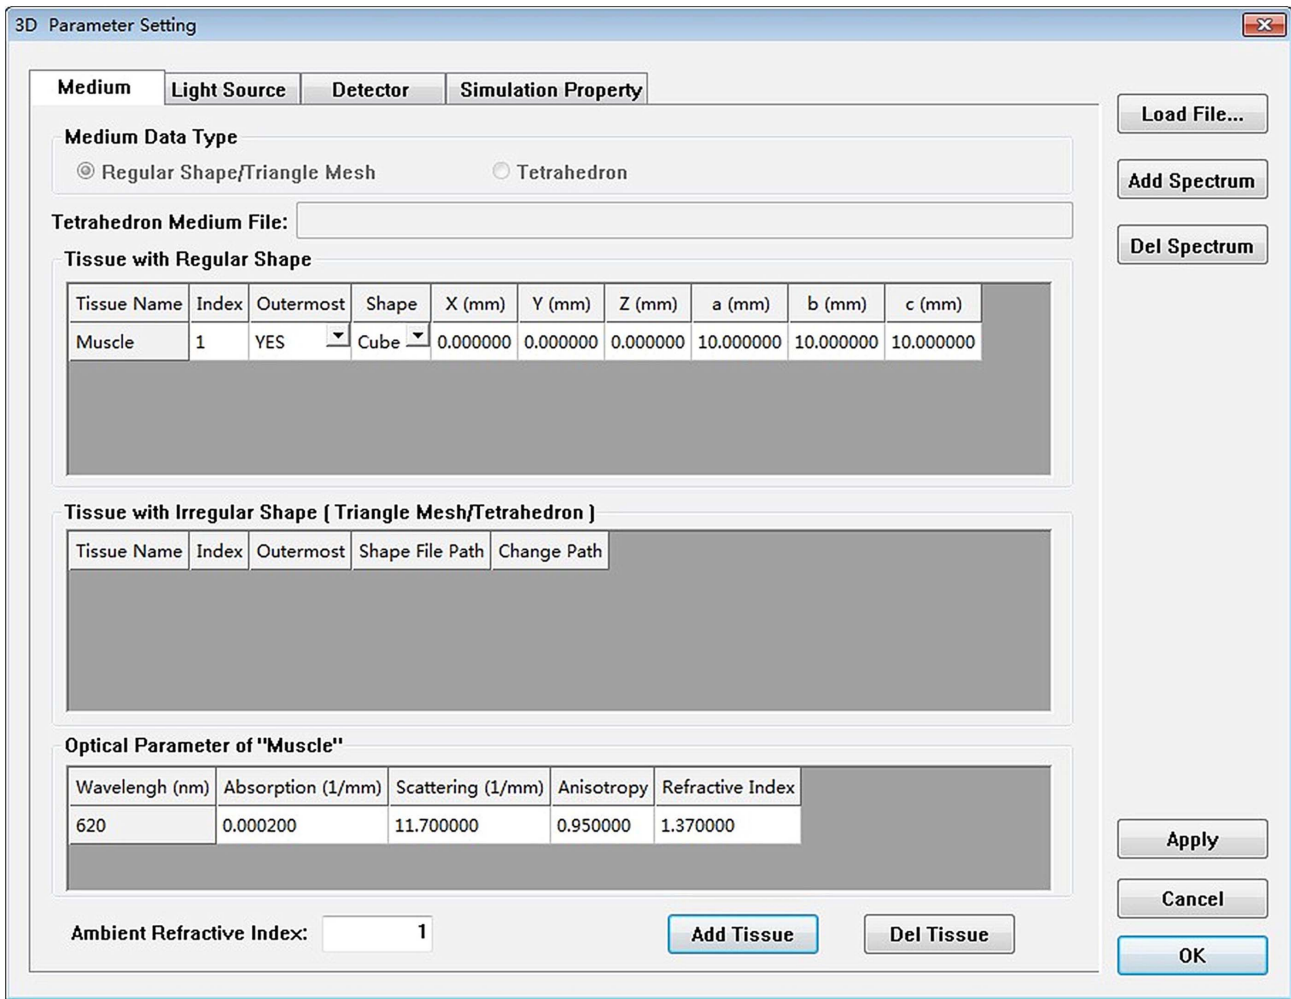 3D Parameter Setting
Medium Light Source Detector Simulation Property
Load File...
Medium Data Type
Regular Shape/Triangle Mesh Tetrahedron
Add Spectrum
Tetrahedron Medium File:
Del Spectrum
Tissue with Regular Shape
Tissue Name Index Outermost Shape X (mm) Y (mm) Z (mm) a (mm) b (mm) c (mm)
Muscle 1 YES Cube 0.000000 0.000000 0.000000 10.000000 10.000000 10.000000
Tissue with Irregular Shape ( Triangle Mesh/Tetrahedron )
Tissue Name Index Outermost Shape File Path Change Path
Optical Parameter of "Muscle"
Wavelengh (nm) Absorption (1/mm) Scattering (1/mm) Anisotropy Refractive Index
620 0.000200 11.700000 0.950000 1.370000
Apply
Cancel
Ambient Refractive Index: 1 Add Tissue Del Tissue
OK